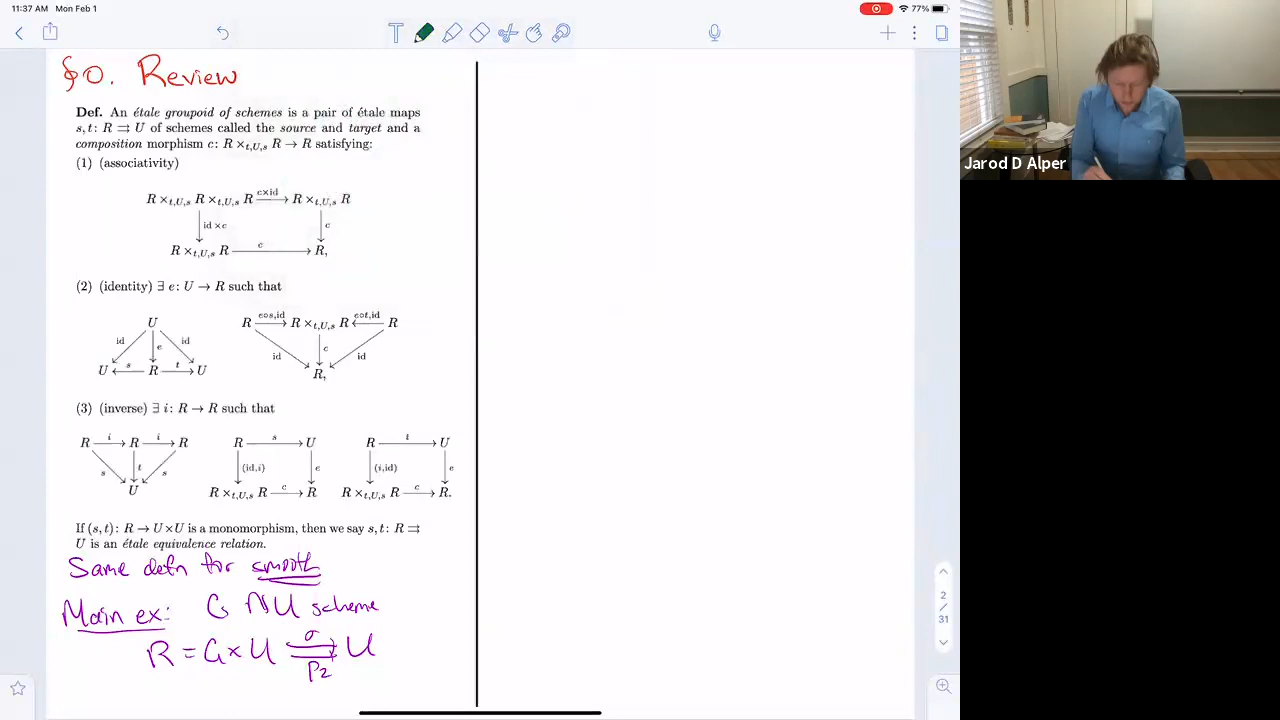 11:37 AM Mon Feb 1
77%
§0. Review
Def. An étale groupoid of schemes is a pair of étale maps
s, t: R ⇉ U of schemes called the source and target and a
composition morphism c: R ×_{t,U,s} R → R satisfying:
(1) (associativity)
R ×_{t,U,s} R ×_{t,U,s} R c×id R ×_{t,U,s} R
id×c c
R ×_{t,U,s} R c R,
(2) (identity) ∃ e: U → R such that
U R e∘s,id R ×_{t,U,s} R e∘t,id R
id e id id c id
U s R t U R,
(3) (inverse) ∃ i: R → R such that
R i R i R R s U R t U
s t s (id,i) e (i,id) e
U R ×_{t,U,s} R c R R ×_{t,U,s} R c R.
If (s, t): R → U×U is a monomorphism, then we say s, t: R ⇉
U is an étale equivalence relation.
Same defn for smooth
Main ex: G ↷ U scheme
R = G × U σ ⇉ p2 U
2
/
31
Jarod D Alper